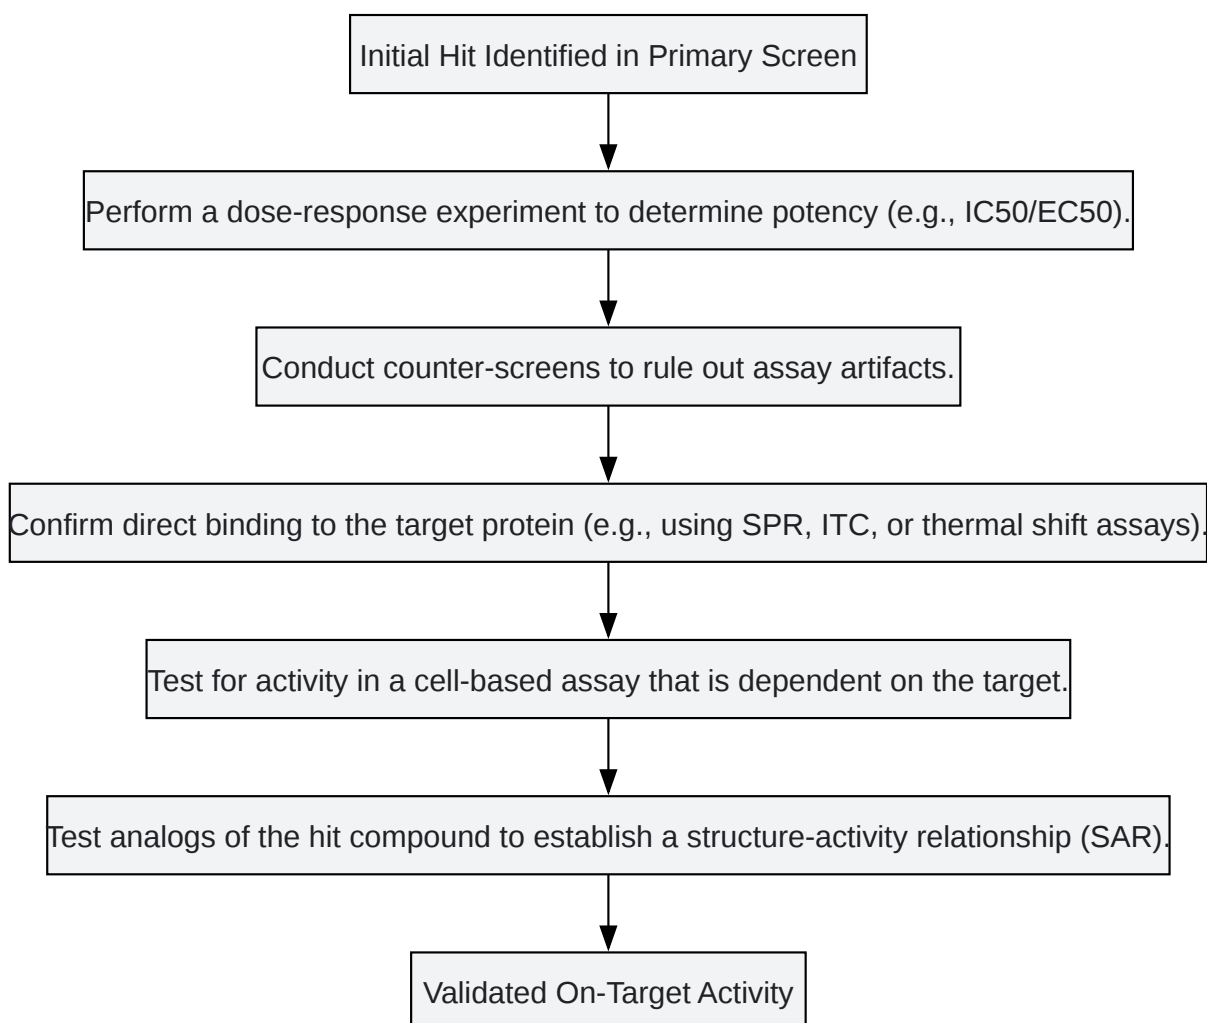 Initial Hit Identified in Primary Screen
Perform a dose-response experiment to determine potency (e.g., IC50/EC50).
Conduct counter-screens to rule out assay artifacts.
Confirm direct binding to the target protein (e.g., using SPR, ITC, or thermal shift assays).
Test for activity in a cell-based assay that is dependent on the target.
Test analogs of the hit compound to establish a structure-activity relationship (SAR).
Validated On-Target Activity